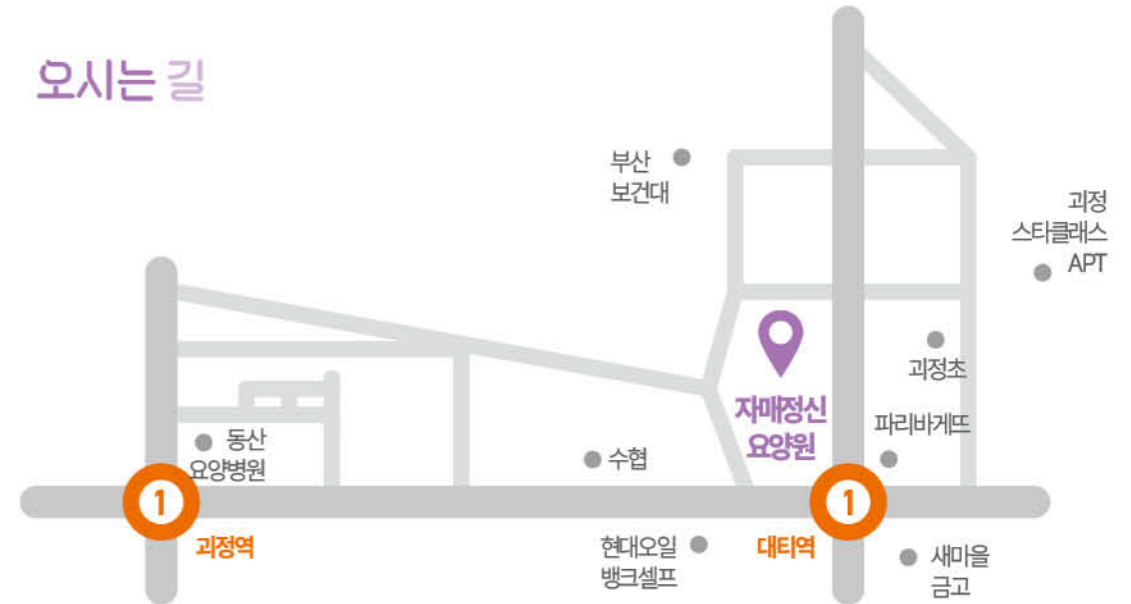 오시는 길
부산
보건대
괴정
스타클래스
APT
괴정초
자매정신
요양원
파리바게뜨
동산
요양병원
수협
1
1
괴정역
현대오일
뱅크셀프
대티역
새마을
금고